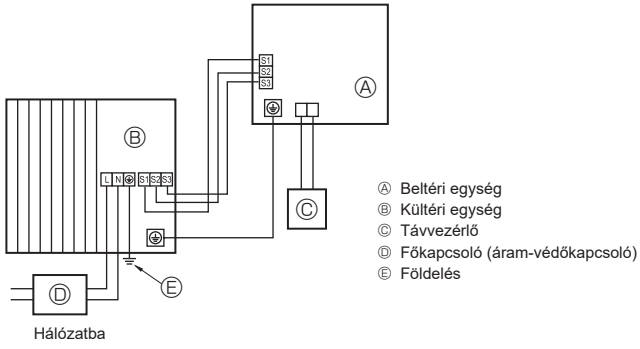 S1
S2
S3
Ⓐ
Ⓑ
L N S1 S2 S3
Ⓒ
Ⓓ
Ⓔ
Hálózatba
Ⓐ Beltéri egység
Ⓑ Kültéri egység
Ⓒ Távvezérlő
Ⓓ Főkapcsoló (áram-védőkapcsoló)
Ⓔ Földelés